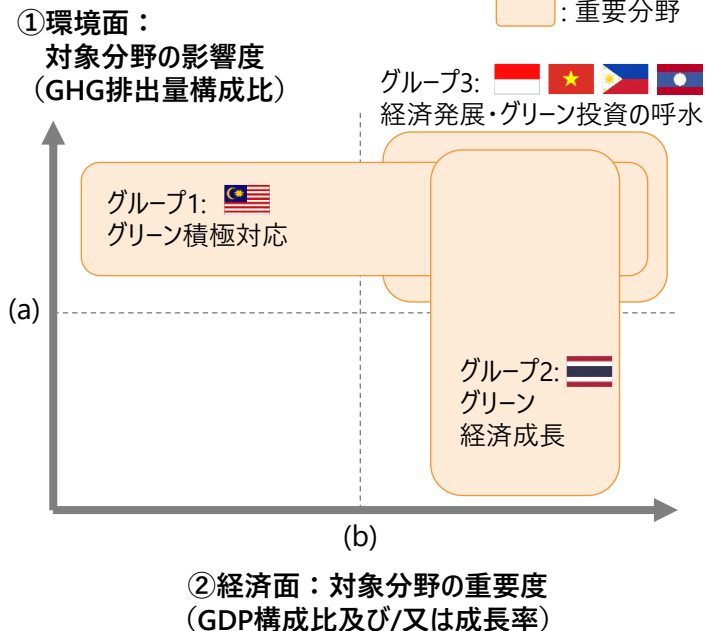 ①環境面：
対象分野の影響度
（GHG排出量構成比）
：重要分野
グループ3:
経済発展・グリーン投資の呼水
グループ1:
グリーン積極対応
(a)
グループ2:
グリーン
経済成長
(b)
②経済面：対象分野の重要度
（GDP構成比及び/又は成長率）